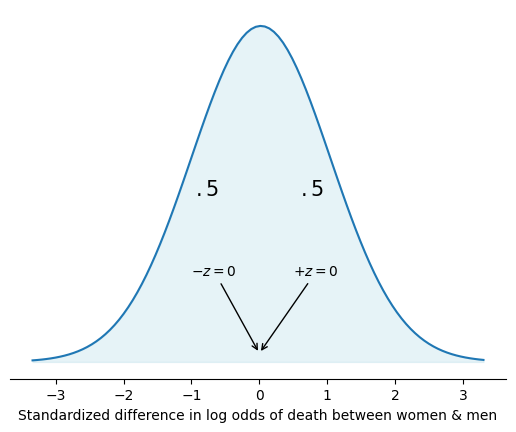 .5 .5
−z = 0 +z = 0
−3 −2 −1 0 1 2 3
Standardized difference in log odds of death between women & men